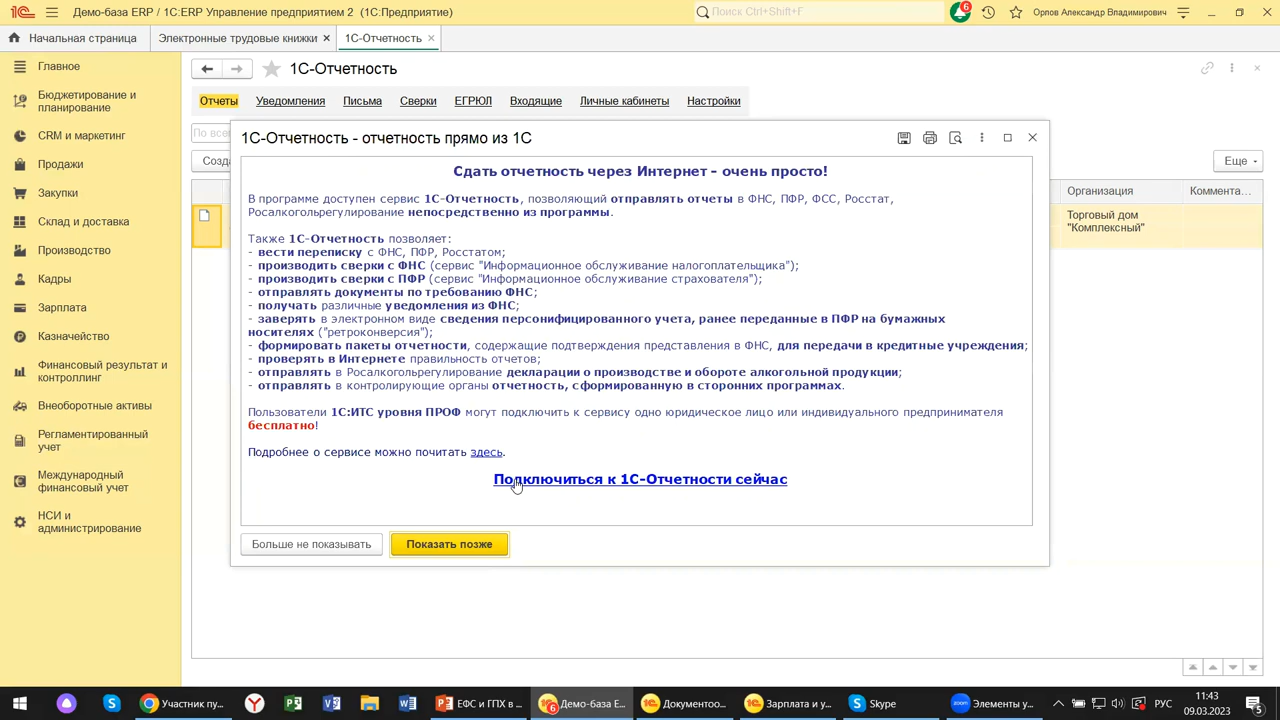 Демо-база ERP / 1С:ERP Управление предприятием 2 (1С:Предприятие)
Поиск Ctrl+Shift+F
6
Орлов Александр Владимирович
Начальная страница
Электронные трудовые книжки ×
1С-Отчетность ×
Главное
Бюджетирование и
планирование
CRM и маркетинг
Продажи
Закупки
Склад и доставка
Производство
Кадры
Зарплата
Казначейство
Финансовый результат и
контроллинг
Внеоборотные активы
Регламентированный
учет
Международный
финансовый учет
НСИ и
администрирование
1С-Отчетность
Отчеты
Уведомления
Письма
Сверки
ЕГРЮЛ
Входящие
Личные кабинеты
Настройки
По все
Созд
Еще
Организация
Коммента...
Торговый дом
"Комплексный"
1С-Отчетность - отчетность прямо из 1С
Сдать отчетность через Интернет - очень просто!
В программе доступен сервис 1С-Отчетность, позволяющий отправлять отчеты в ФНС, ПФР, ФСС, Росстат,
Росалкогольрегулирование непосредственно из программы.
Также 1С-Отчетность позволяет:
- вести переписку с ФНС, ПФР, Росстатом;
- производить сверки с ФНС (сервис "Информационное обслуживание налогоплательщика");
- производить сверки с ПФР (сервис "Информационное обслуживание страхователя");
- отправлять документы по требованию ФНС;
- получать различные уведомления из ФНС;
- заверять в электронном виде сведения персонифицированного учета, ранее переданные в ПФР на бумажных
носителях ("ретроконверсия");
- формировать пакеты отчетности, содержащие подтверждения представления в ФНС, для передачи в кредитные учреждения;
- проверять в Интернете правильность отчетов;
- отправлять в Росалкогольрегулирование декларации о производстве и обороте алкогольной продукции;
- отправлять в контролирующие органы отчетность, сформированную в сторонних программах.
Пользователи 1С:ИТС уровня ПРОФ могут подключить к сервису одно юридическое лицо или индивидуального предпринимателя
бесплатно!
Подробнее о сервисе можно почитать здесь.
Подключиться к 1С-Отчетности сейчас
Больше не показывать
Показать позже
Участник пу...
ЕФС и ГПХ в ...
6
Демо-база E...
Документоо...
Зарплата и у...
Skype
zoom
Элементы у...
РУС
11:43
09.03.2023
5